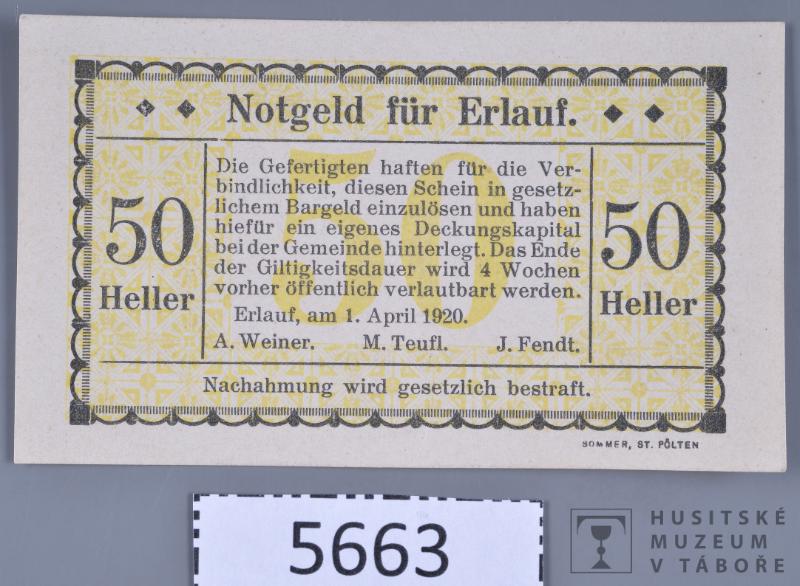 Notgeld für Erlauf.
50
Heller
Die Gefertigten haften für die Ver-
bindlichkeit, diesen Schein in gesetz-
lichem Bargeld einzulösen und haben
hiefür ein eigenes Deckungskapital
bei der Gemeinde hinterlegt. Das Ende
der Giltigkeitsdauer wird 4 Wochen
vorher öffentlich verlautbart werden.
Erlauf, am 1. April 1920.
A. Weiner. M. Teufl. J. Fendt.
50
Heller
50
Nachahmung wird gesetzlich bestraft.
SOMMER, ST. PÖLTEN
5663
HUSITSKÉ
MUZEUM
V TÁBOŘE